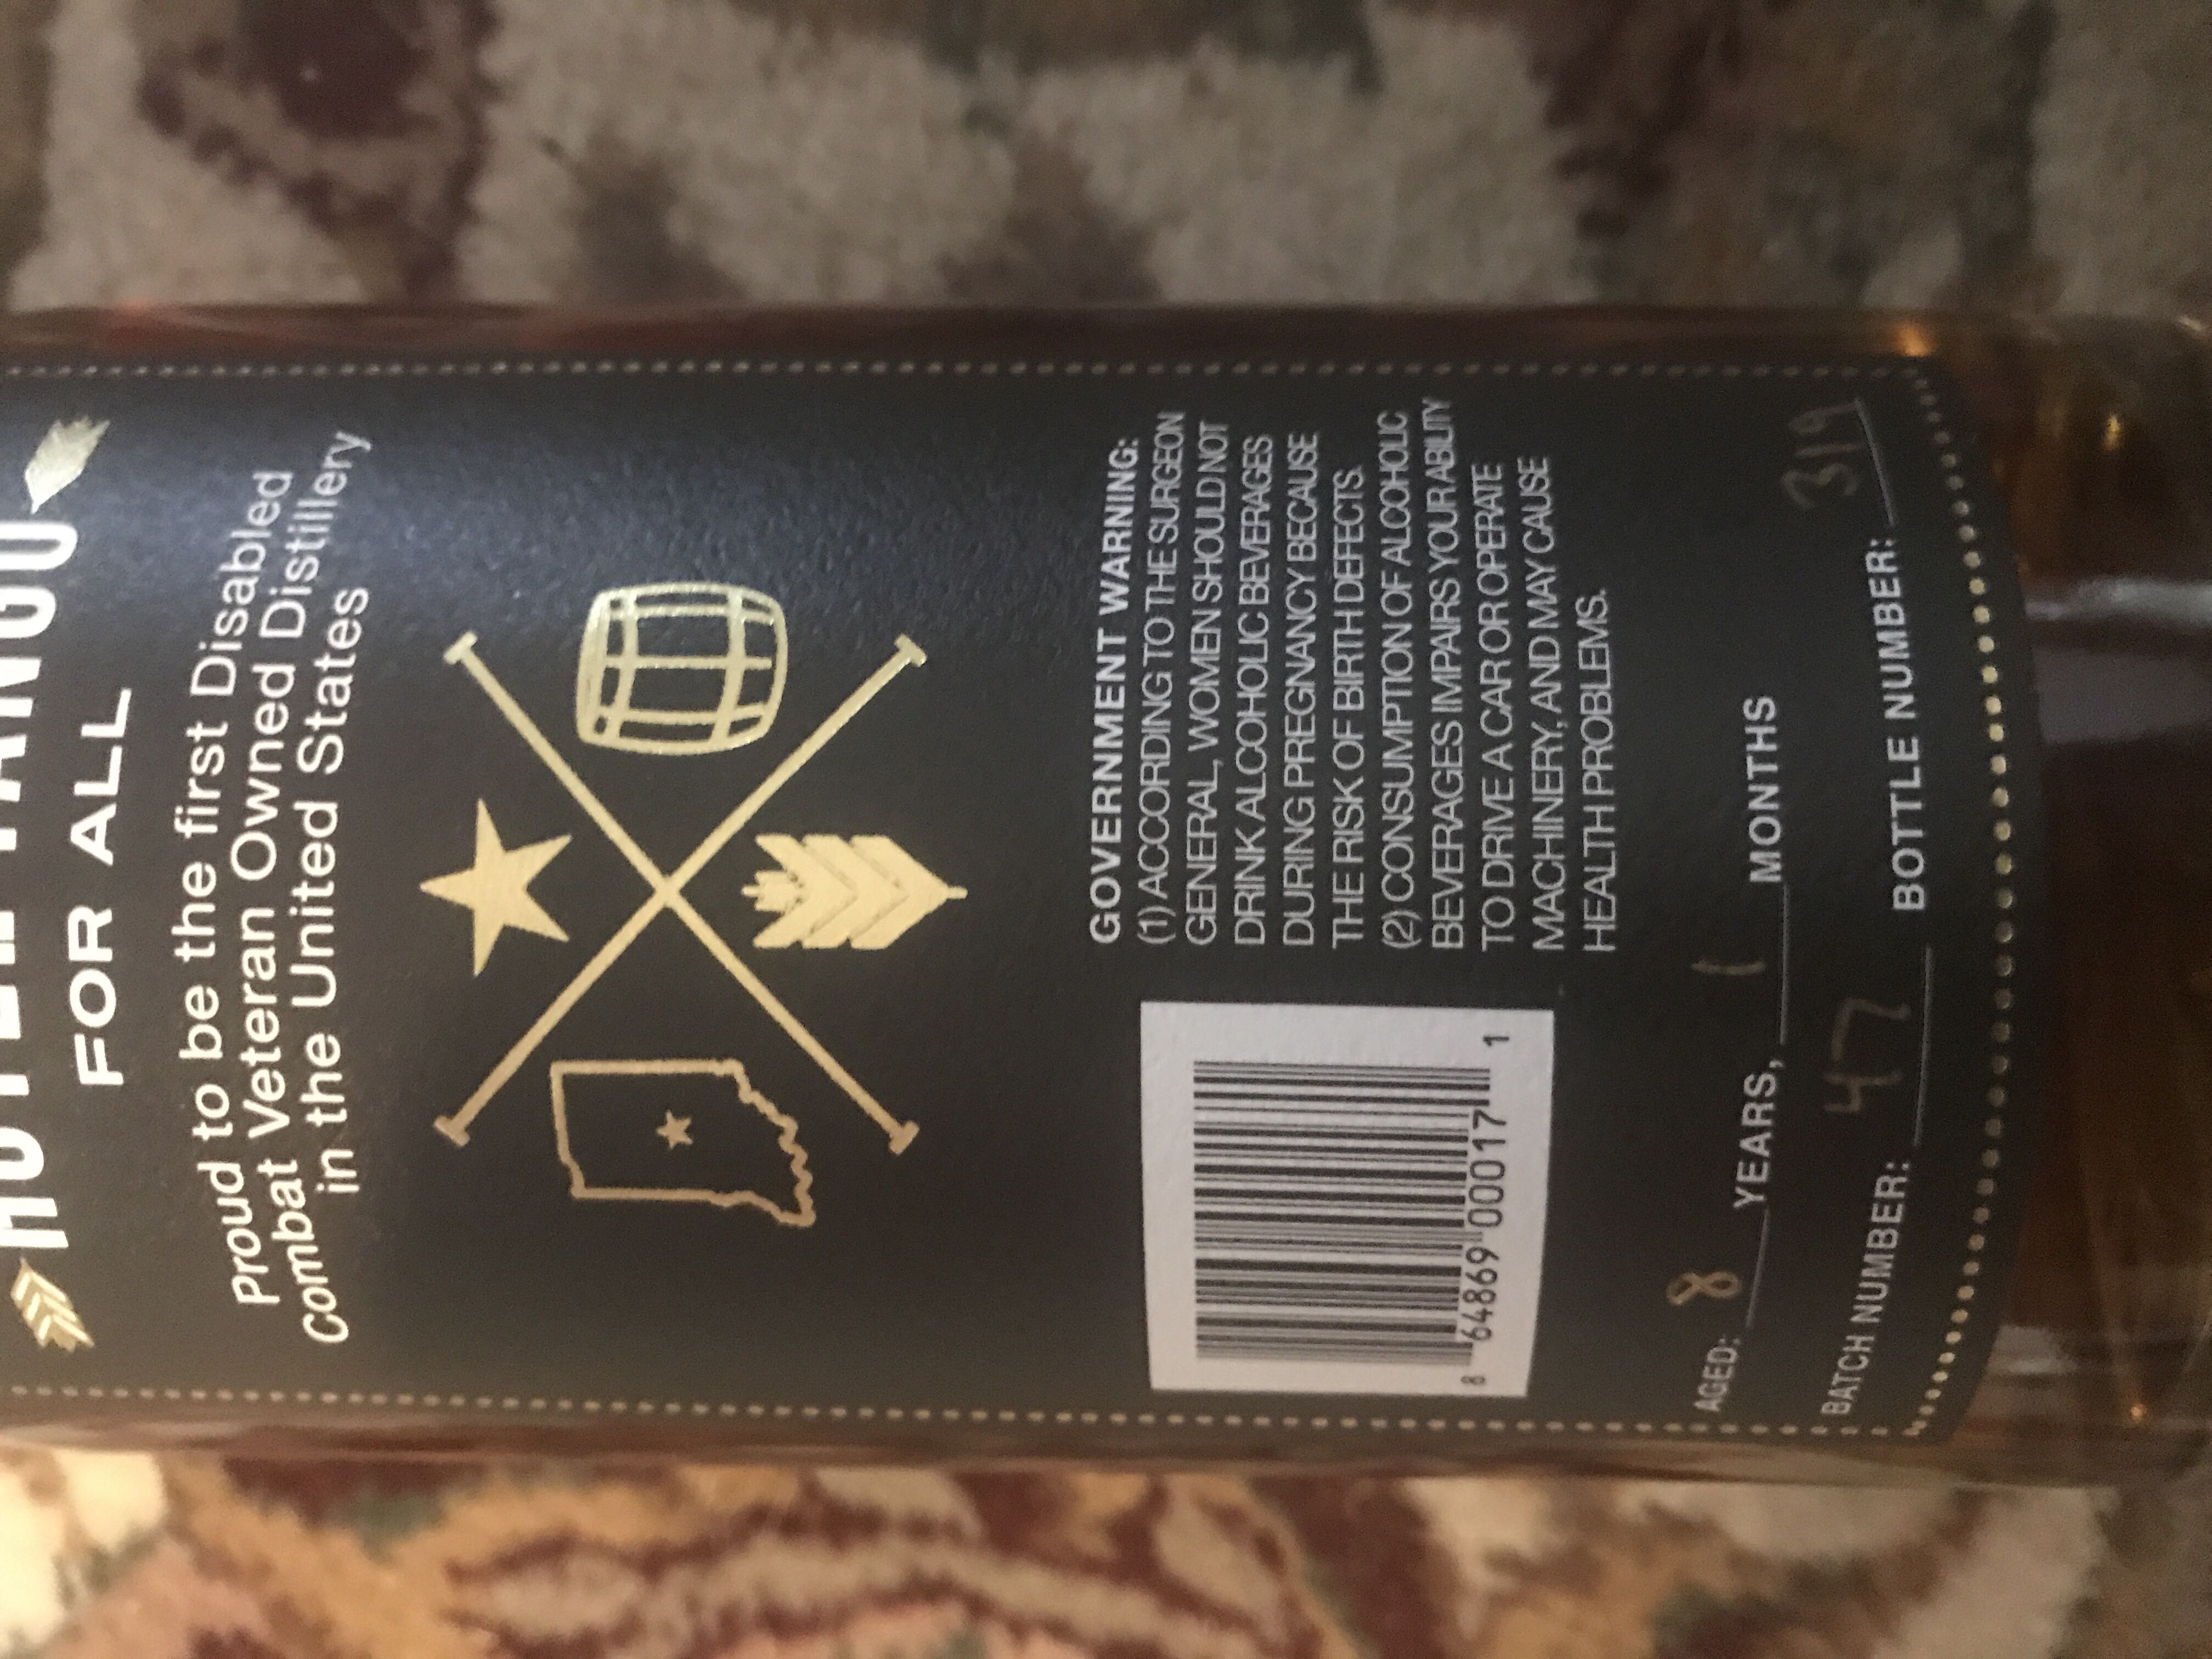 HOTEL TANGO
FOR ALL
Proud to be the first Disabled
Combat Veteran Owned Distillery
in the United States
GOVERNMENT WARNING:
(1) ACCORDING TO THE SURGEON
GENERAL, WOMEN SHOULD NOT
DRINK ALCOHOLIC BEVERAGES
DURING PREGNANCY BECAUSE
THE RISK OF BIRTH DEFECTS.
(2) CONSUMPTION OF ALCOHOLIC
BEVERAGES IMPAIRS YOUR ABILITY
TO DRIVE A CAR OR OPERATE
MACHINERY, AND MAY CAUSE
HEALTH PROBLEMS.
8 64869 00017 1
AGED: 8 YEARS, 1 MONTHS
BATCH NUMBER: 47 BOTTLE NUMBER: 319